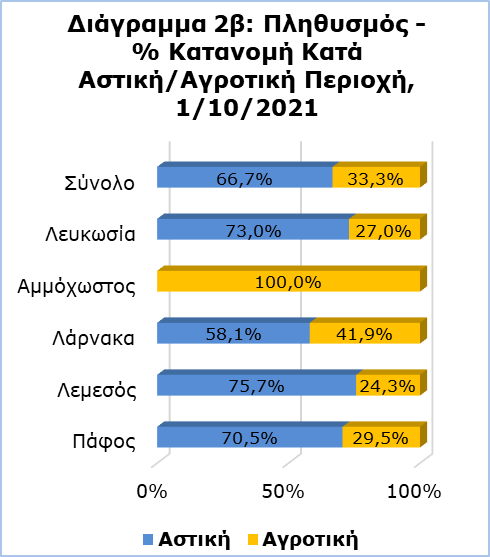 Διάγραμμα 2β: Πληθυσμός -
% Κατανομή Κατά
Αστική/Αγροτική Περιοχή,
1/10/2021
Σύνολο 66,7% 33,3%
Λευκωσία 73,0% 27,0%
Αμμόχωστος 100,0%
Λάρνακα 58,1% 41,9%
Λεμεσός 75,7% 24,3%
Πάφος 70,5% 29,5%
0% 50% 100%
Αστική Αγροτική